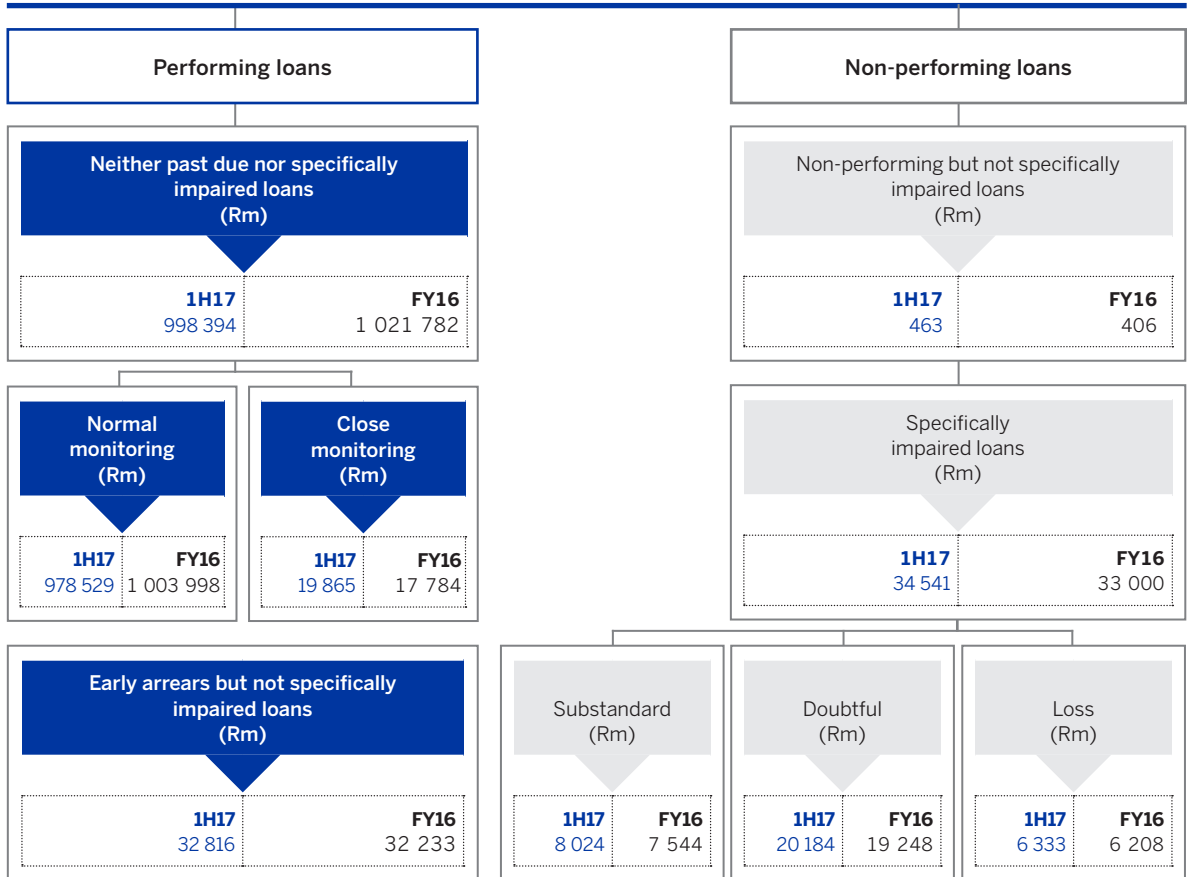 Performing loans
Neither past due nor specifically
impaired loans
(Rm)
1H17 FY16
998 394 1 021 782
Normal
monitoring
(Rm)
1H17 FY16
978 529 1 003 998
Close
monitoring
(Rm)
1H17 FY16
19 865 17 784
Early arrears but not specifically
impaired loans
(Rm)
1H17 FY16
32 816 32 233
Non-performing loans
Non-performing but not specifically
impaired loans
(Rm)
1H17 FY16
463 406
Specifically
impaired loans
(Rm)
1H17 FY16
34 541 33 000
Substandard
(Rm)
1H17 FY16
8 024 7 544
Doubtful
(Rm)
1H17 FY16
20 184 19 248
Loss
(Rm)
1H17 FY16
6 333 6 208